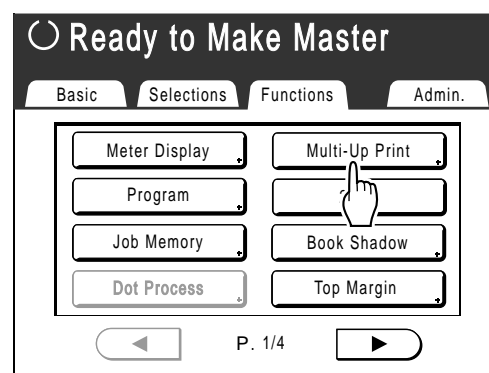 Ready to Make Master
Basic Selections Functions Admin.
Meter Display Multi-Up Print
Program
Job Memory Book Shadow
Dot Process Top Margin
P. 1/4